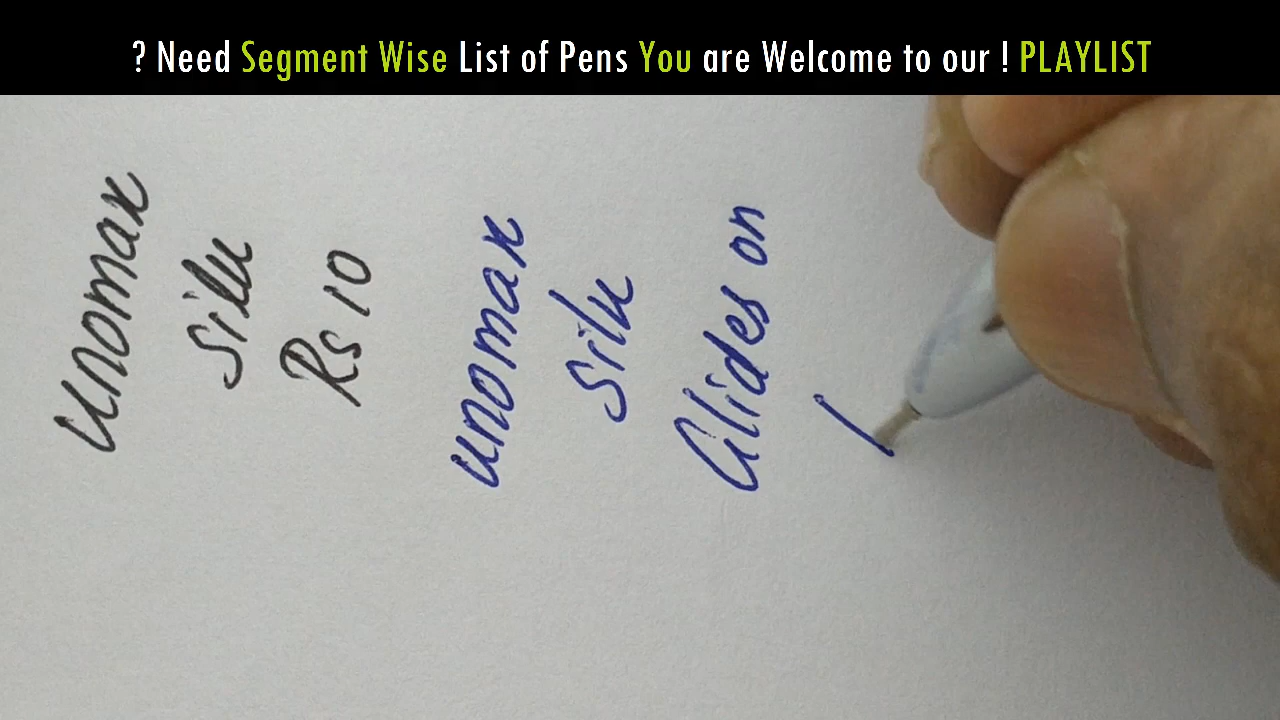 ? Need Segment Wise List of Pens You are Welcome to our ! PLAYLIST
unomax
silk
Rs 10
unomax
silk
Glides on